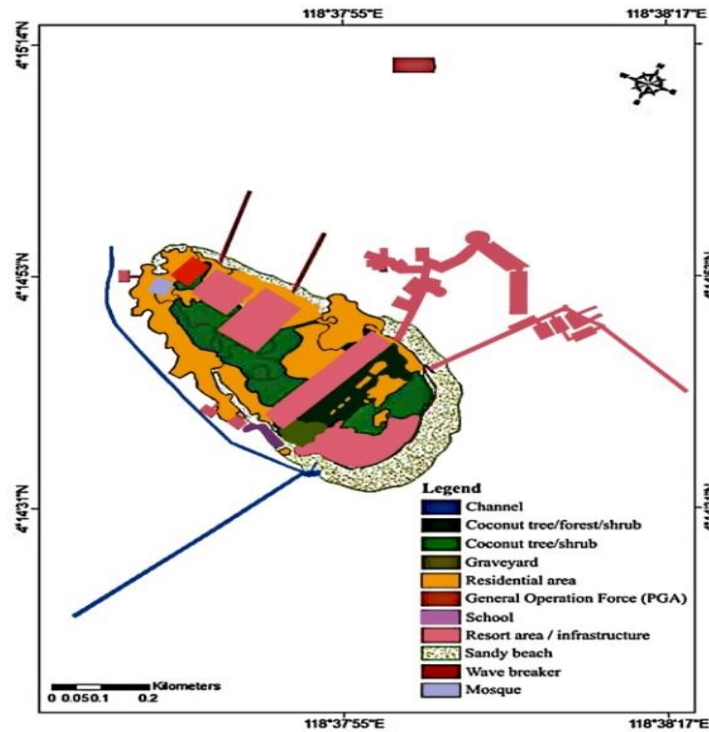 118°37'55"E 118°38'17"E
4°15'14"N
4°14'53"N
4°14'31"N
Legend
Channel
Coconut tree/forest/shrub
Coconut tree/shrub
Graveyard
Residential area
General Operation Force (PGA)
School
Resort area / infrastructure
Sandy beach
Wave breaker
Mosque
Kilometers
0 0.05 0.1 0.2
118°37'55"E 118°38'17"E